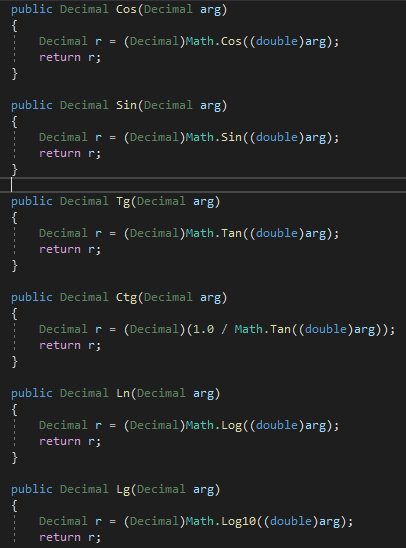 public Decimal Cos(Decimal arg)
{
Decimal r = (Decimal)Math.Cos((double)arg);
return r;
}
public Decimal Sin(Decimal arg)
{
Decimal r = (Decimal)Math.Sin((double)arg);
return r;
}
public Decimal Tg(Decimal arg)
{
Decimal r = (Decimal)Math.Tan((double)arg);
return r;
}
public Decimal Ctg(Decimal arg)
{
Decimal r = (Decimal)(1.0 / Math.Tan((double)arg));
return r;
}
public Decimal Ln(Decimal arg)
{
Decimal r = (Decimal)Math.Log((double)arg);
return r;
}
public Decimal Lg(Decimal arg)
{
Decimal r = (Decimal)Math.Log10((double)arg);
return r;